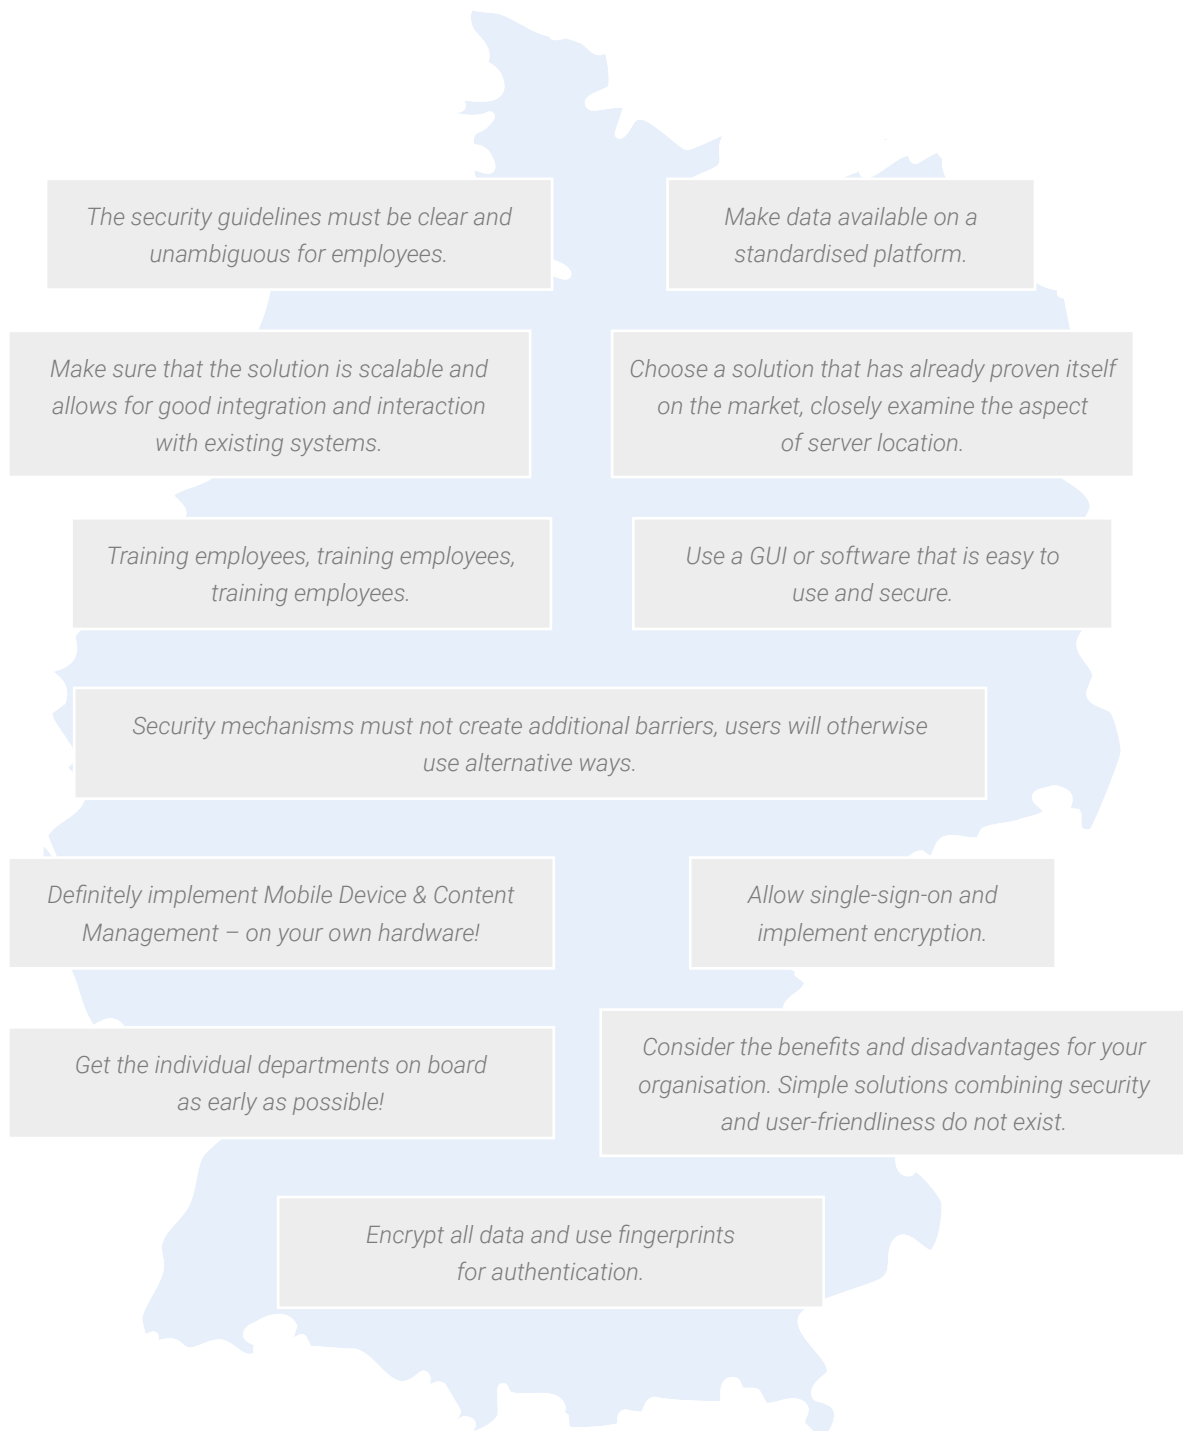 The security guidelines must be clear and
unambiguous for employees.
Make data available on a
standardised platform.
Make sure that the solution is scalable and
allows for good integration and interaction
with existing systems.
Choose a solution that has already proven itself
on the market, closely examine the aspect
of server location.
Training employees, training employees,
training employees.
Use a GUI or software that is easy to
use and secure.
Security mechanisms must not create additional barriers, users will otherwise
use alternative ways.
Definitely implement Mobile Device & Content
Management – on your own hardware!
Allow single-sign-on and
implement encryption.
Get the individual departments on board
as early as possible!
Consider the benefits and disadvantages for your
organisation. Simple solutions combining security
and user-friendliness do not exist.
Encrypt all data and use fingerprints
for authentication.